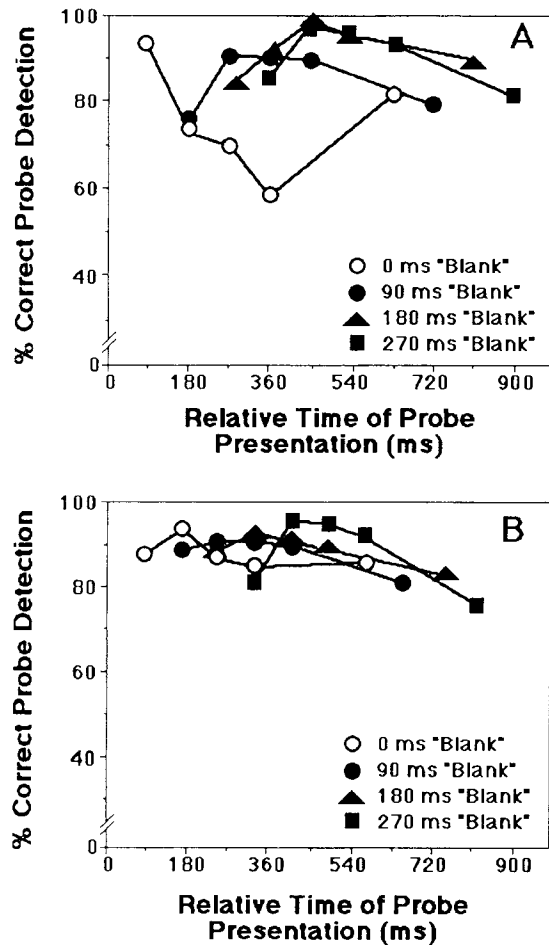 A
% Correct Probe Detection
100
80
60
40
0
0 ms "Blank"
90 ms "Blank"
180 ms "Blank"
270 ms "Blank"
0 180 360 540 720 900
Relative Time of Probe
Presentation (ms)
B
% Correct Probe Detection
100
80
60
40
0
0 ms "Blank"
90 ms "Blank"
180 ms "Blank"
270 ms "Blank"
0 180 360 540 720 900
Relative Time of Probe
Presentation (ms)